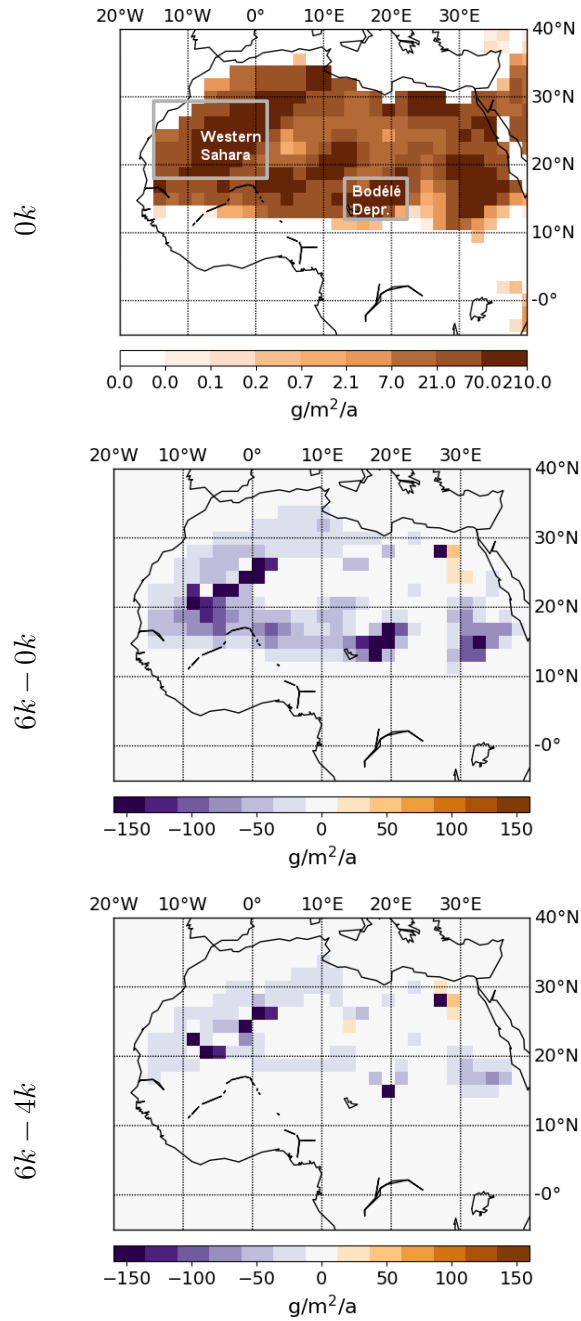 20°W 10°W 0° 10°E 20°E 30°E
40°N
30°N
Western
Sahara
20°N
Bodélé
Depr.
0k
10°N
-0°
0.0 0.0 0.1 0.2 0.7 2.1 7.0 21.0 70.0 210.0
g/m²/a
20°W 10°W 0° 10°E 20°E 30°E
40°N
30°N
20°N
6k − 0k
10°N
-0°
−150 −100 −50 0 50 100 150
g/m²/a
20°W 10°W 0° 10°E 20°E 30°E
40°N
30°N
20°N
6k − 4k
10°N
-0°
−150 −100 −50 0 50 100 150
g/m²/a